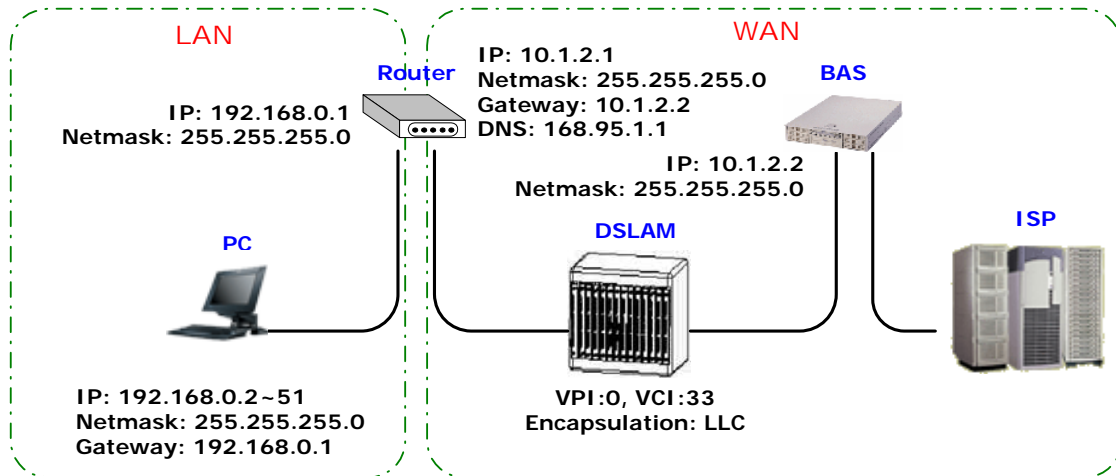 LAN
WAN
Router
IP: 10.1.2.1
Netmask: 255.255.255.0
Gateway: 10.1.2.2
DNS: 168.95.1.1
BAS
IP: 192.168.0.1
Netmask: 255.255.255.0
IP: 10.1.2.2
Netmask: 255.255.255.0
PC
DSLAM
ISP
IP: 192.168.0.2~51
Netmask: 255.255.255.0
Gateway: 192.168.0.1
VPI:0, VCI:33
Encapsulation: LLC